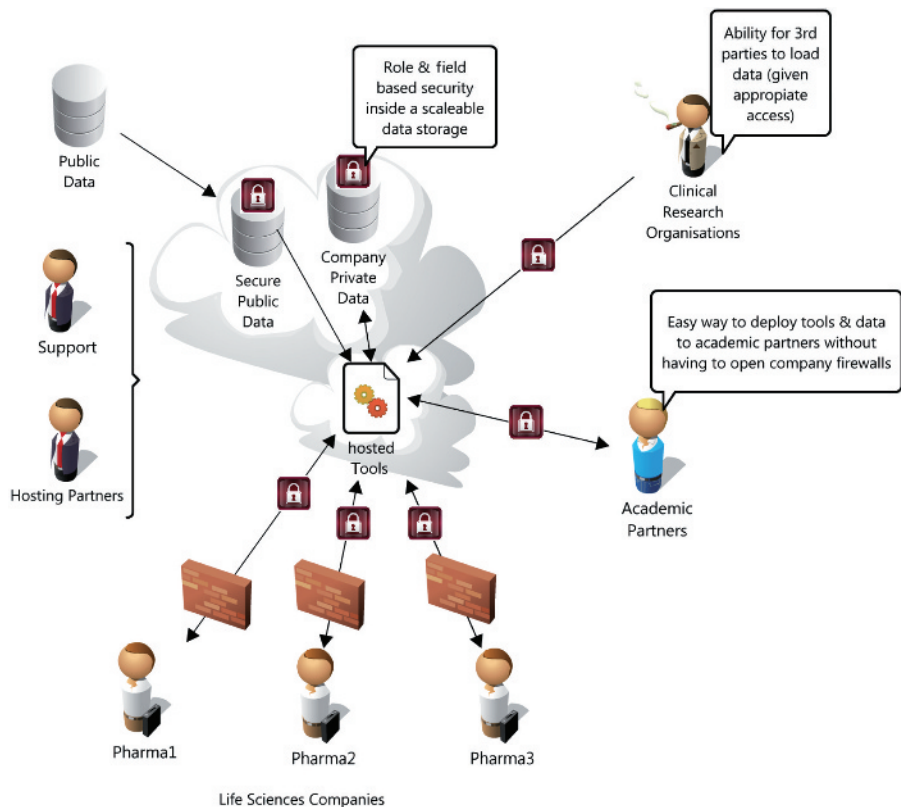 Public
Data
Role & field
based security
inside a scaleable
data storage
Ability for 3rd
parties to load
data (given
appropiate
access)
Clinical
Research
Organisations
Secure
Public
Data
Company
Private
Data
Support
Hosting Partners
Easy way to deploy tools & data
to academic partners without
having to open company firewalls
hosted
Tools
Academic
Partners
Pharma1
Pharma2
Pharma3
Life Sciences Companies